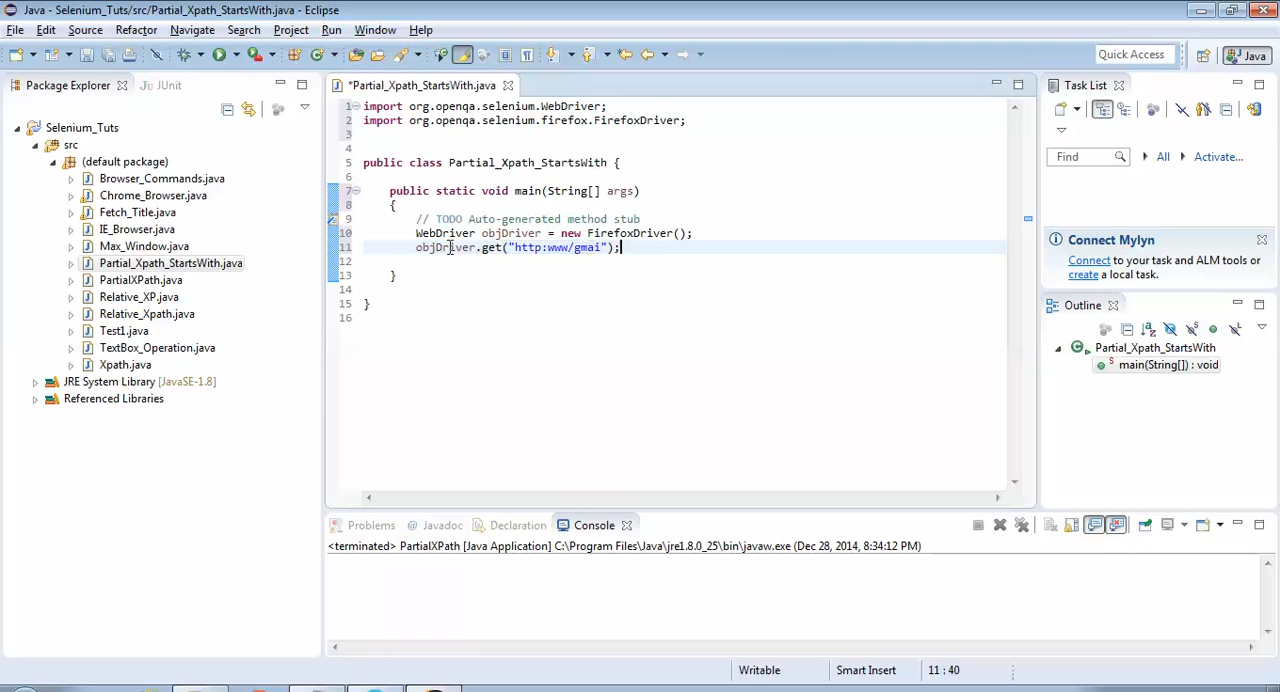 Java - Selenium_Tuts/src/Partial_Xpath_StartsWith.java - Eclipse
File Edit Source Refactor Navigate Search Project Run Window Help
Quick Access Java
Package Explorer JUnit
Selenium_Tuts
src
(default package)
Browser_Commands.java
Chrome_Browser.java
Fetch_Title.java
IE_Browser.java
Max_Window.java
Partial_Xpath_StartsWith.java
PartialXPath.java
Relative_XP.java
Relative_Xpath.java
Test1.java
TextBox_Operation.java
Xpath.java
JRE System Library [JavaSE-1.8]
Referenced Libraries
*Partial_Xpath_StartsWith.java
1 import org.openqa.selenium.WebDriver;
2 import org.openqa.selenium.firefox.FirefoxDriver;
3
4
5 public class Partial_Xpath_StartsWith {
6
7 public static void main(String[] args)
8 {
9 // TODO Auto-generated method stub
10 WebDriver objDriver = new FirefoxDriver();
11 objDriver.get("http:www/gmai");
12
13 }
14
15 }
16
Task List
Find All Activate...
Connect Mylyn
Connect to your task and ALM tools or
create a local task.
Outline
Partial_Xpath_StartsWith
main(String[]) : void
Problems @ Javadoc Declaration Console
<terminated> PartialXPath [Java Application] C:\Program Files\Java\jre1.8.0_25\bin\javaw.exe (Dec 28, 2014, 8:34:12 PM)
Writable Smart Insert 11 : 40